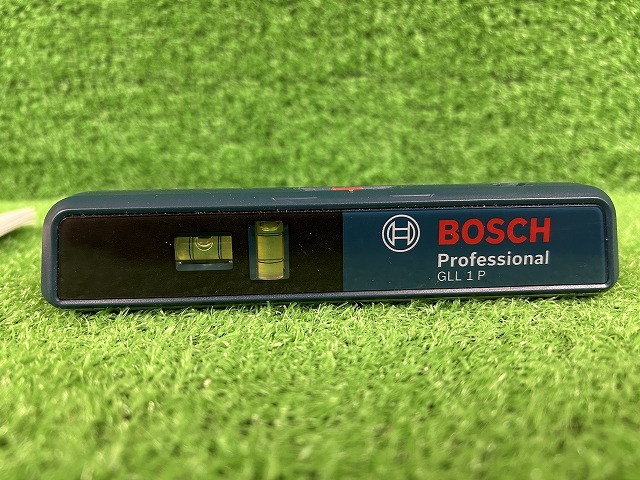 BOSCH
Professional
GLL 1 P